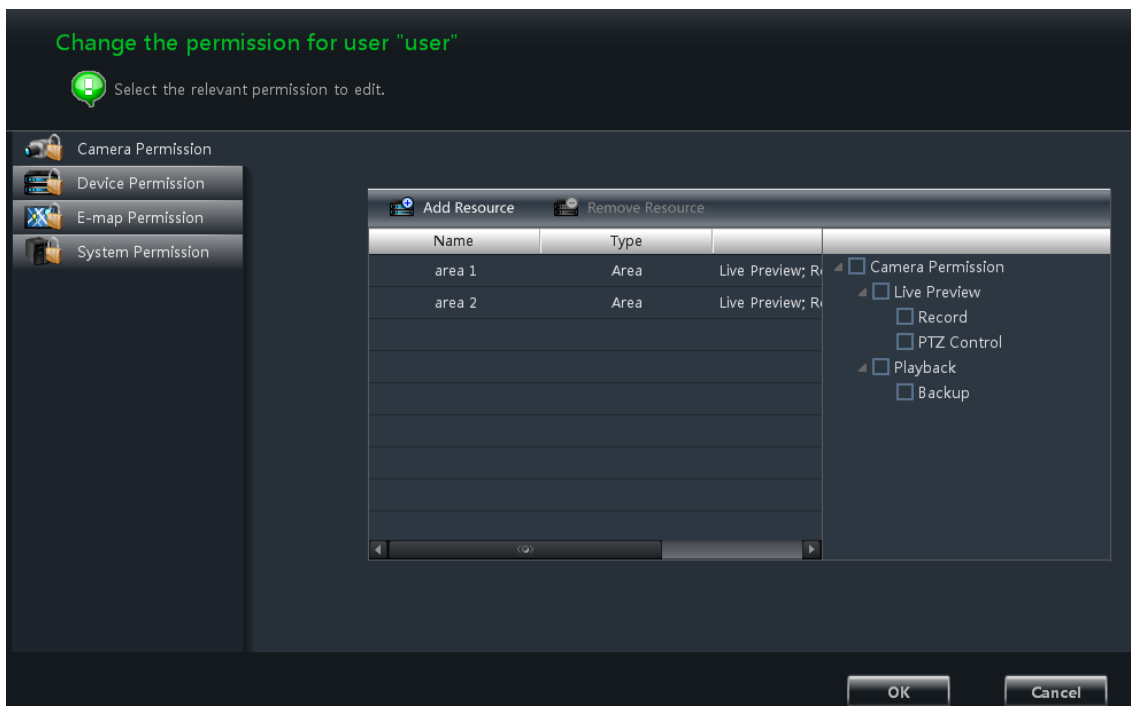 Change the permission for user "user"
Select the relevant permission to edit.
Camera Permission
Device Permission
E-map Permission
System Permission
Add Resource Remove Resource
Name Type
area 1 Area Live Preview; R
area 2 Area Live Preview; R
Camera Permission
Live Preview
Record
PTZ Control
Playback
Backup
OK Cancel